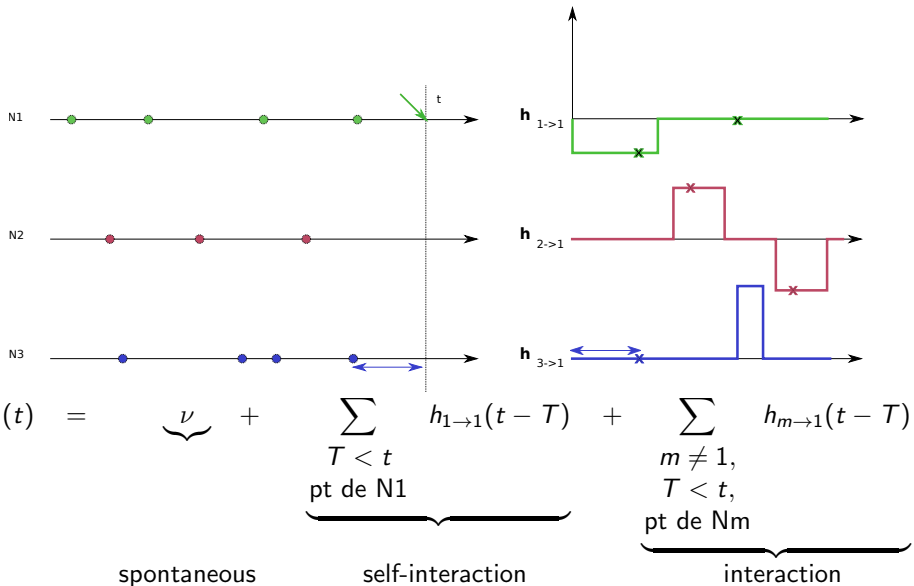 t
N1
h 1->1
x
x
N2
h 2->1
x
x
N3
h 3->1
x
(t) = ν + ∑ h1→1(t − T) + ∑ hm→1(t − T)
T < t
pt de N1
m ≠ 1,
T < t,
pt de Nm
spontaneous self-interaction interaction